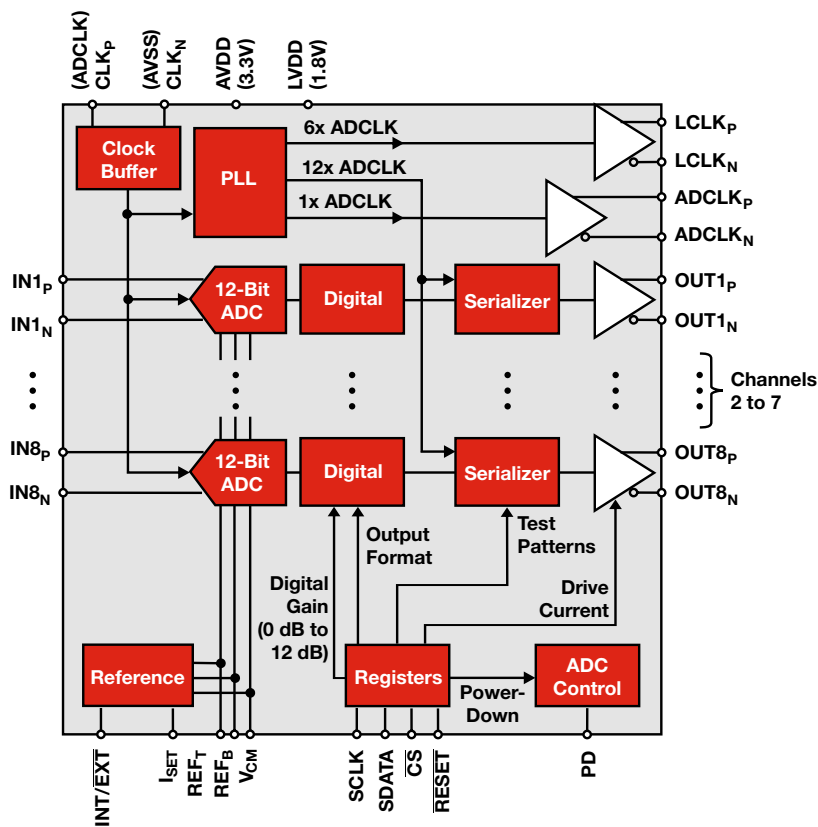 (ADCLK)
CLKP
(AVSS)
CLKN
AVDD
(3.3V)
LVDD
(1.8V)
Clock
Buffer
PLL
6x ADCLK
12x ADCLK
1x ADCLK
LCLKP
LCLKN
ADCLKP
ADCLKN
IN1P
IN1N
12-Bit
ADC
Digital
Serializer
OUT1P
OUT1N
Channels
2 to 7
IN8P
IN8N
12-Bit
ADC
Digital
Serializer
OUT8P
OUT8N
Output
Format
Test
Patterns
Digital
Gain
(0 dB to
12 dB)
Drive
Current
Reference
Registers
Power-
Down
ADC
Control
INT/EXT
ISET
REFT
REFB
VCM
SCLK
SDATA
CS
RESET
PD